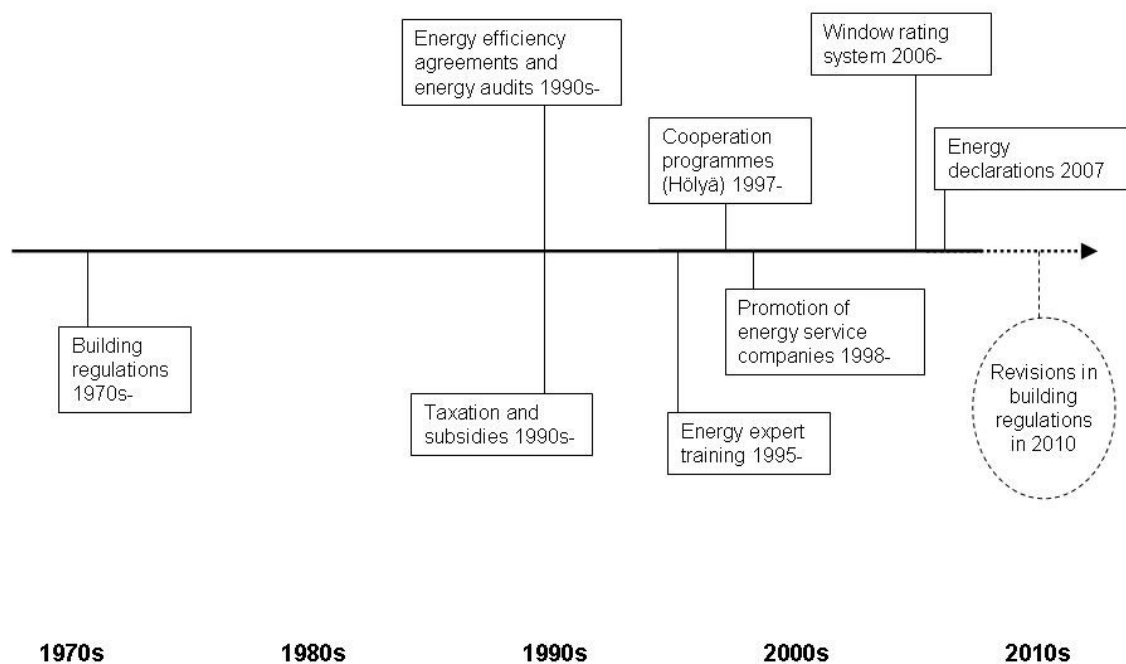 Energy efficiency
agreements and
energy audits 1990s-
Window rating
system 2006-
Cooperation
programmes
(Hölyä) 1997-
Energy
declarations 2007
Building
regulations
1970s-
Taxation and
subsidies 1990s-
Promotion of
energy service
companies 1998-
Energy expert
training 1995-
Revisions in
building
regulations
in 2010
1970s
1980s
1990s
2000s
2010s